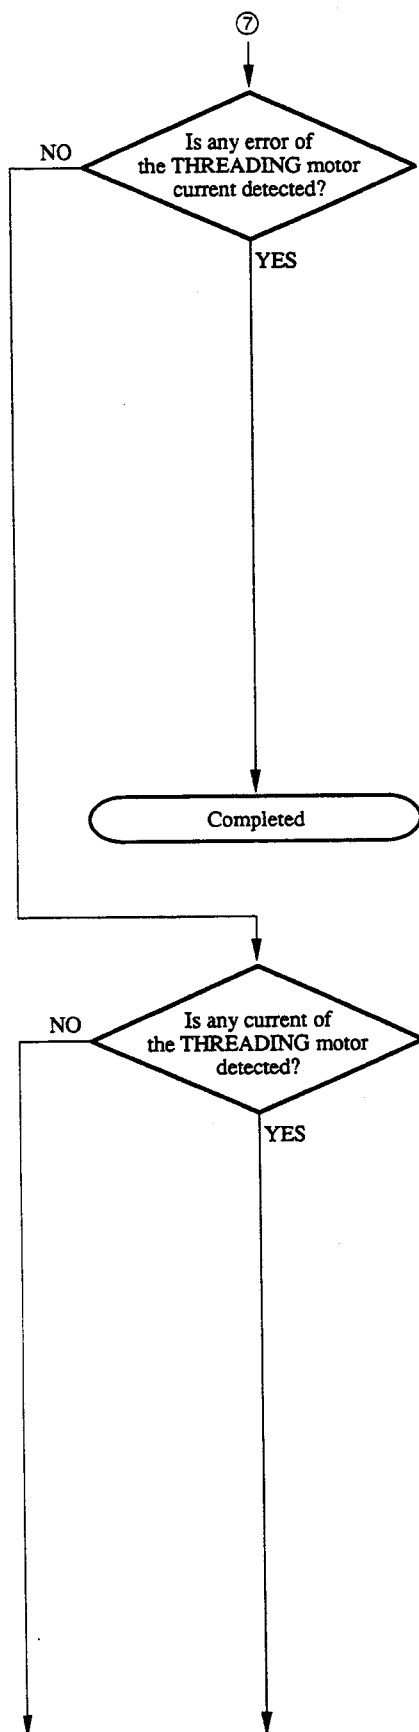 ⑦
Is any error of
the THREADING motor
current detected?
NO
YES
Completed
Is any current of
the THREADING motor
detected?
NO
YES